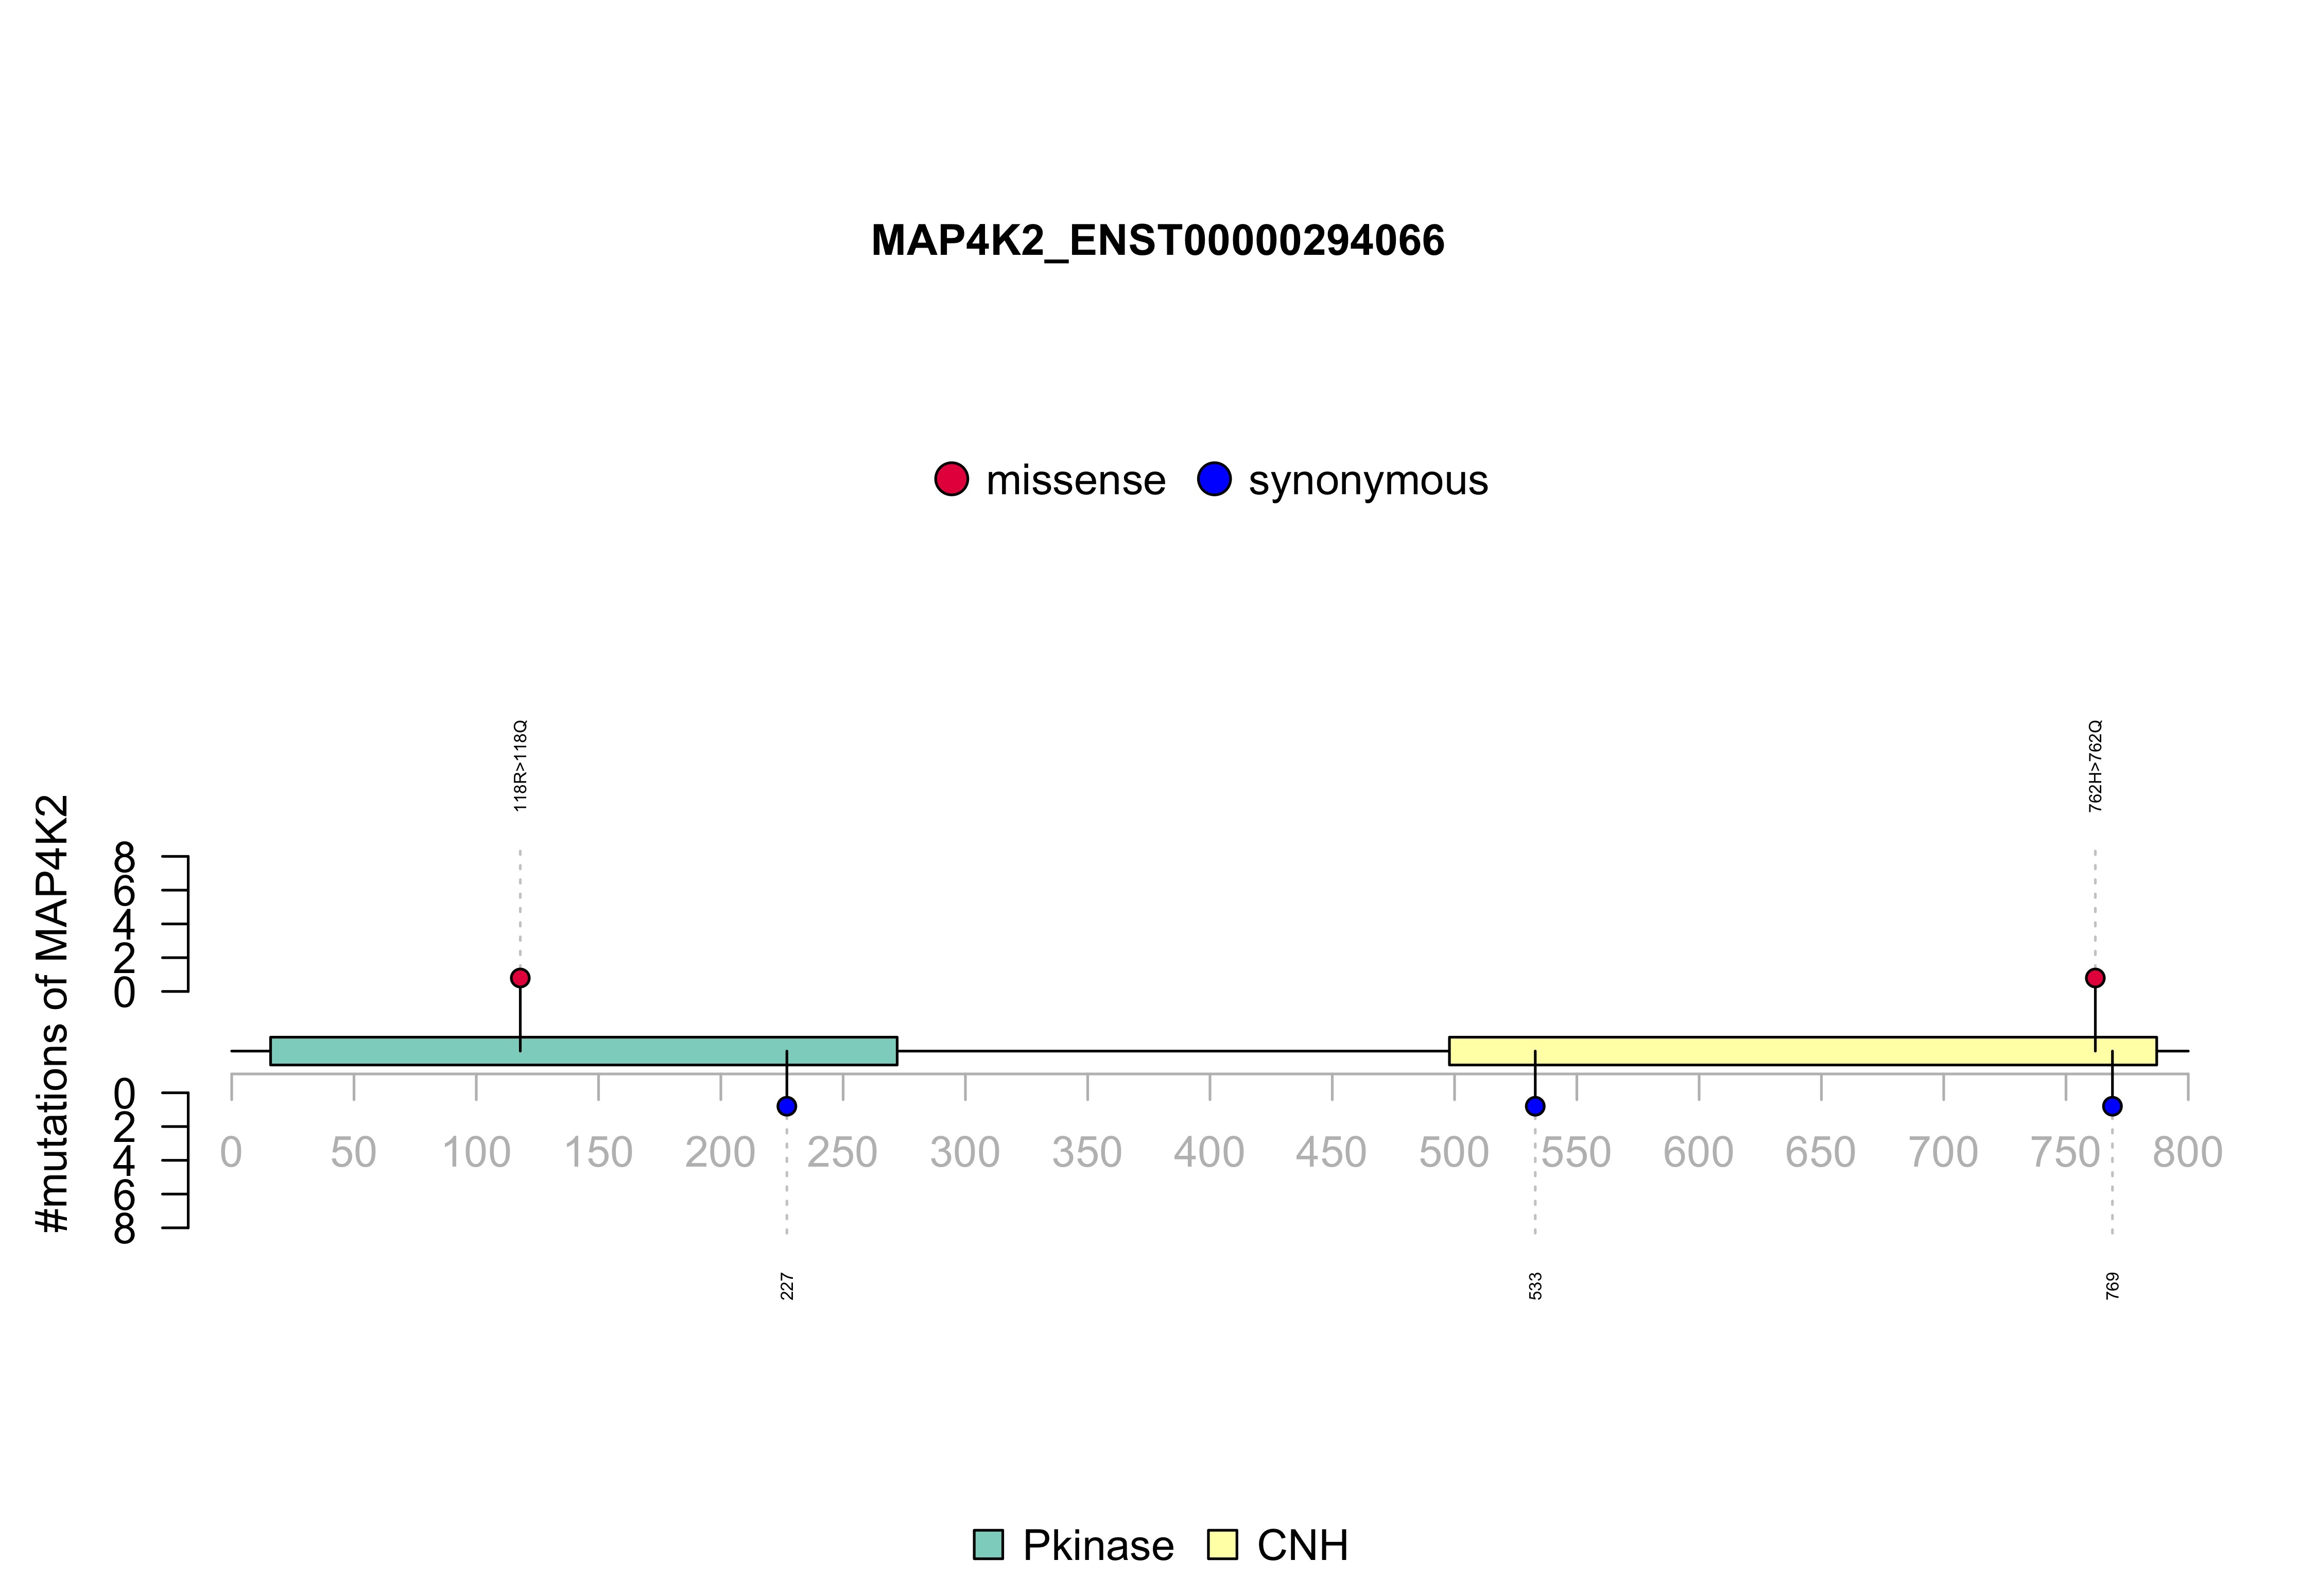 MAP4K2_ENST00000294066
missense synonymous
118R>118Q 762H>762Q
#mutations of MAP4K2
8
6
4
2
0
0
2
4
6
8
0 50 100 150 200 250 300 350 400 450 500 550 600 650 700 750 800
227 533 769
Pkinase CNH